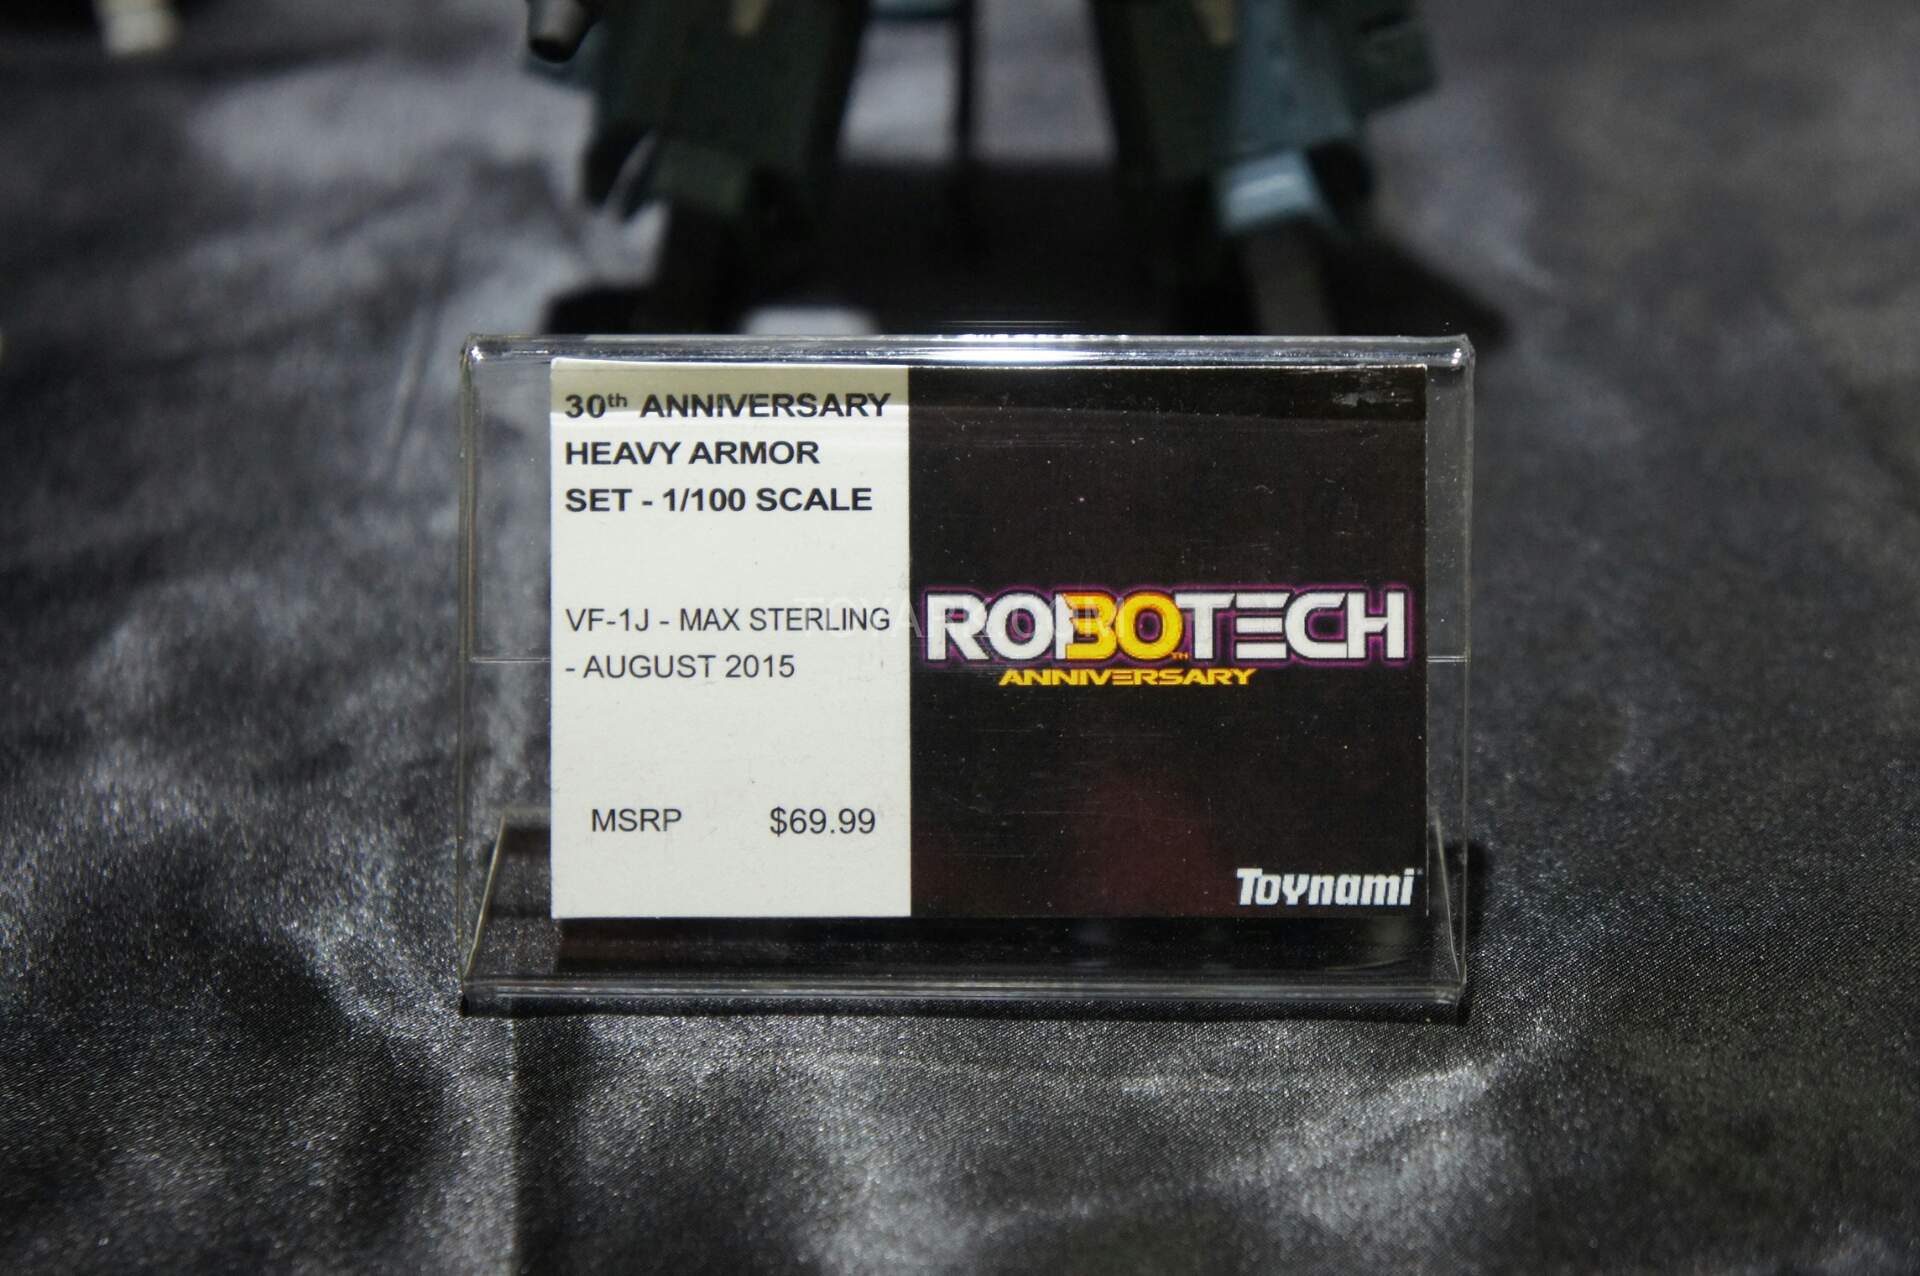 30th ANNIVERSARY
HEAVY ARMOR
SET - 1/100 SCALE
VF-1J - MAX STERLING
- AUGUST 2015
MSRP $69.99
ROBOTECH
30TH
ANNIVERSARY
Toynami